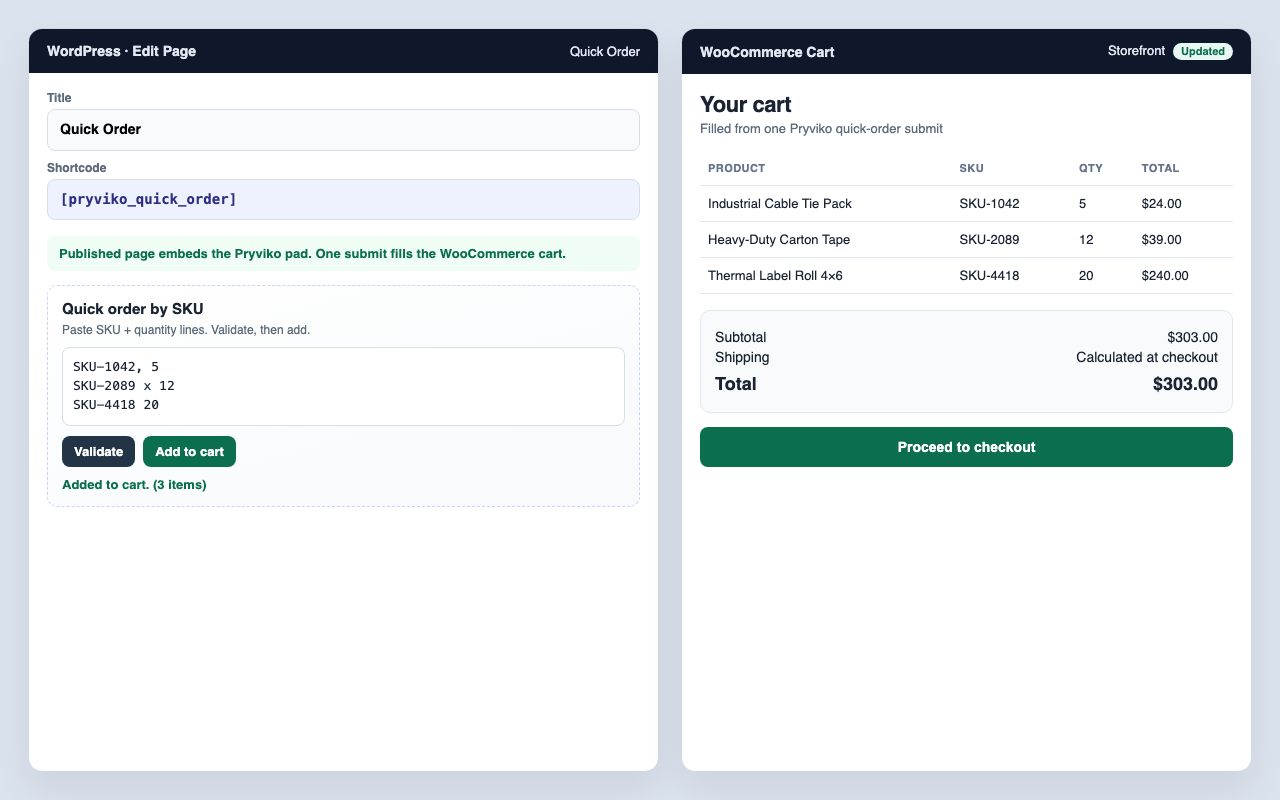 WordPress · Edit Page
Quick Order
Title
Quick Order
Shortcode
[pryviko_quick_order]
Published page embeds the Pryviko pad. One submit fills the WooCommerce cart.
Quick order by SKU
Paste SKU + quantity lines. Validate, then add.
SKU-1042, 5
SKU-2089 x 12
SKU-4418 20
Validate
Add to cart
Added to cart. (3 items)
WooCommerce Cart
Storefront Updated
Your cart
Filled from one Pryviko quick-order submit
PRODUCT SKU QTY TOTAL
Industrial Cable Tie Pack SKU-1042 5 $24.00
Heavy-Duty Carton Tape SKU-2089 12 $39.00
Thermal Label Roll 4×6 SKU-4418 20 $240.00
Subtotal $303.00
Shipping Calculated at checkout
Total $303.00
Proceed to checkout